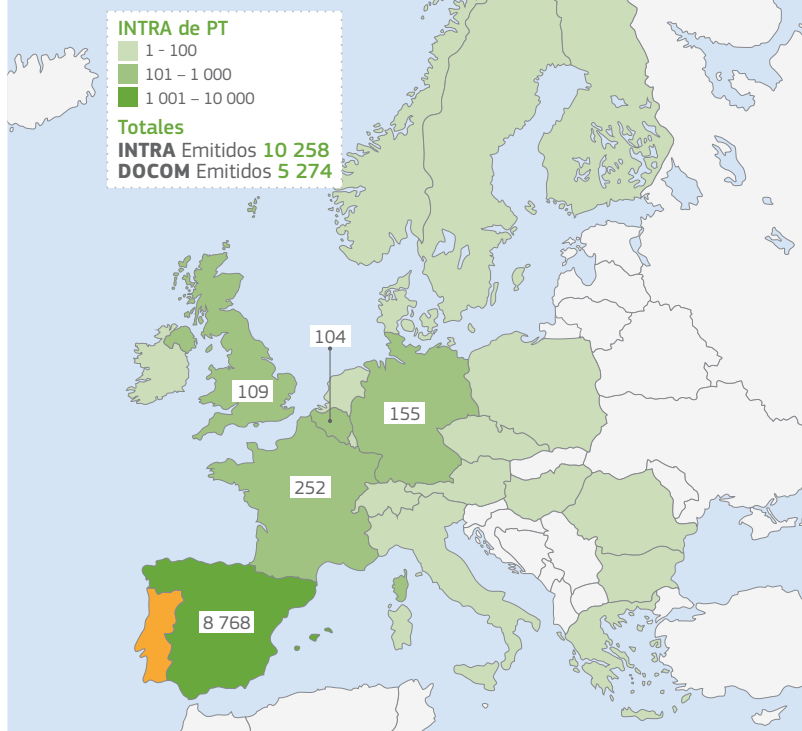 INTRA de PT
1 - 100
101 – 1 000
1 001 – 10 000
Totales
INTRA Emitidos 10 258
DOCOM Emitidos 5 274
104
109
155
252
8 768